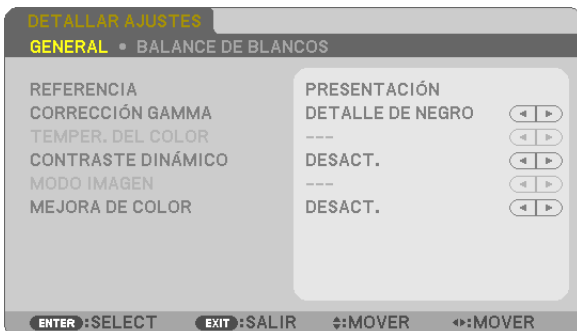 DETALLAR AJUSTES
GENERAL • BALANCE DE BLANCOS
REFERENCIA PRESENTACIÓN
CORRECCIÓN GAMMA DETALLE DE NEGRO
TEMPER. DEL COLOR ---
CONTRASTE DINÁMICO DESACT.
MODO IMAGEN ---
MEJORA DE COLOR DESACT.
ENTER :SELECT EXIT :SALIR :MOVER :MOVER